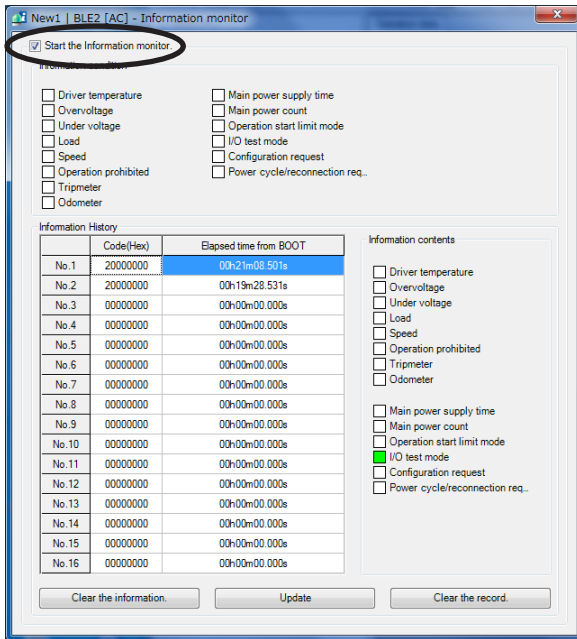 New1 | BLE2 [AC] - Information monitor
Start the Information monitor.
Information condition
Driver temperature
Overvoltage
Under voltage
Load
Speed
Operation prohibited
Tripmeter
Odometer
Main power supply time
Main power count
Operation start limit mode
I/O test mode
Configuration request
Power cycle/reconnection req...
Information History
Code(Hex) Elapsed time from BOOT
No.1 20000000 00h21m08.501s
No.2 20000000 00h19m28.531s
No.3 00000000 00h00m00.000s
No.4 00000000 00h00m00.000s
No.5 00000000 00h00m00.000s
No.6 00000000 00h00m00.000s
No.7 00000000 00h00m00.000s
No.8 00000000 00h00m00.000s
No.9 00000000 00h00m00.000s
No.10 00000000 00h00m00.000s
No.11 00000000 00h00m00.000s
No.12 00000000 00h00m00.000s
No.13 00000000 00h00m00.000s
No.14 00000000 00h00m00.000s
No.15 00000000 00h00m00.000s
No.16 00000000 00h00m00.000s
Information contents
Driver temperature
Overvoltage
Under voltage
Load
Speed
Operation prohibited
Tripmeter
Odometer
Main power supply time
Main power count
Operation start limit mode
I/O test mode
Configuration request
Power cycle/reconnection req...
Clear the information. Update Clear the record.